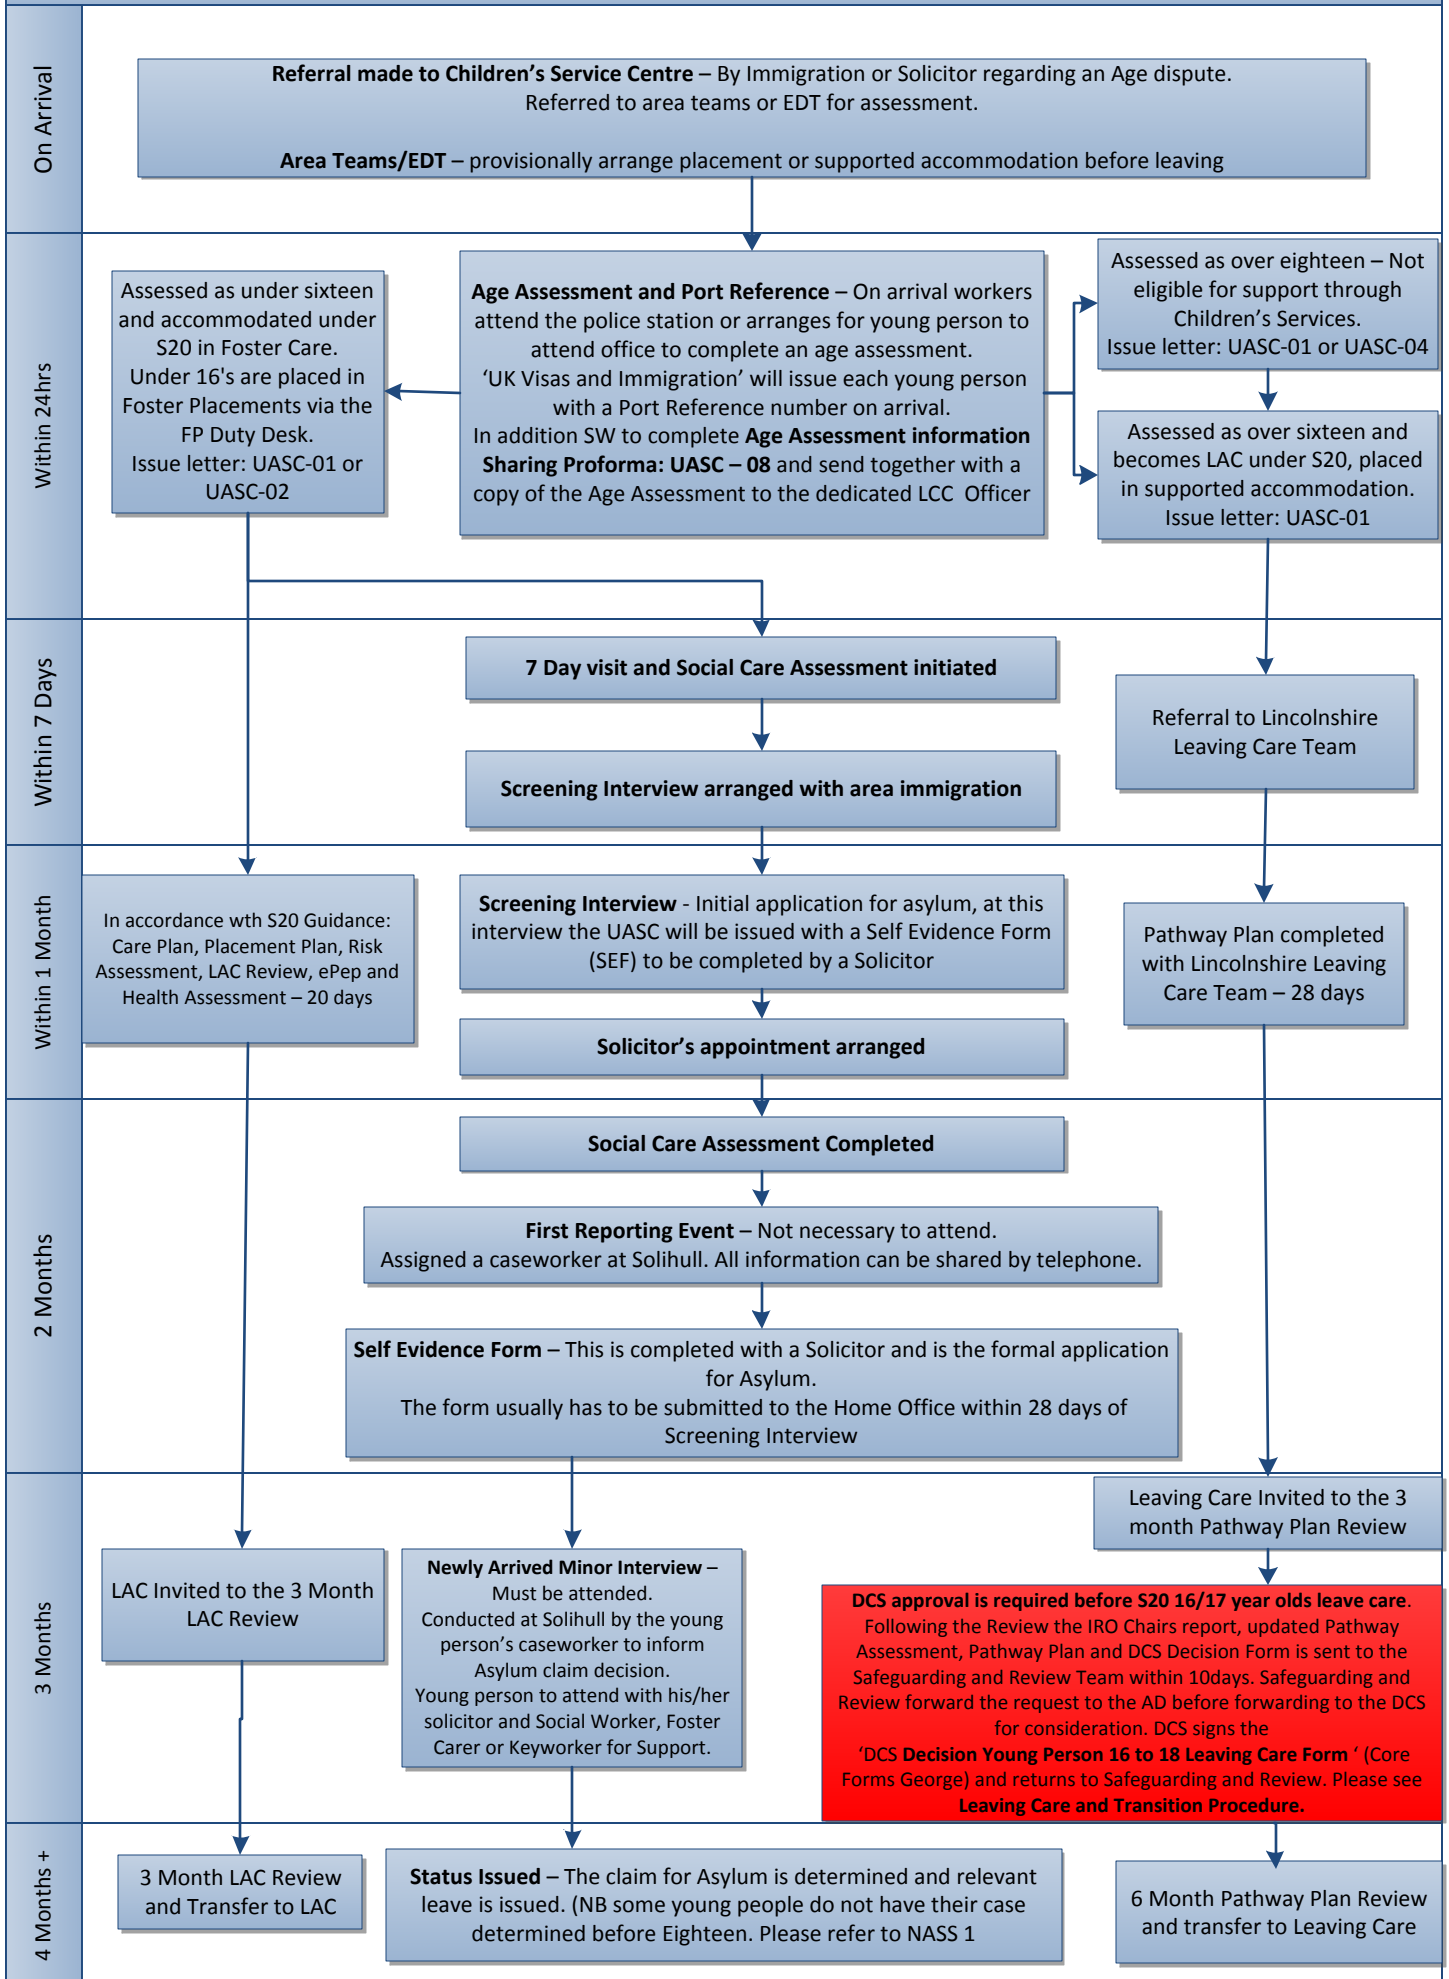 On Arrival
Referral made to Children’s Service Centre – By Immigration or Solicitor regarding an Age dispute.
Referred to area teams or EDT for assessment.
Area Teams/EDT – provisionally arrange placement or supported accommodation before leaving
Within 24hrs
Assessed as under sixteen
and accommodated under
S20 in Foster Care.
Under 16's are placed in
Foster Placements via the
FP Duty Desk.
Issue letter: UASC-01 or
UASC-02
Age Assessment and Port Reference – On arrival workers
attend the police station or arranges for young person to
attend office to complete an age assessment.
‘UK Visas and Immigration’ will issue each young person
with a Port Reference number on arrival.
In addition SW to complete Age Assessment information
Sharing Proforma: UASC – 08 and send together with a
copy of the Age Assessment to the dedicated LCC Officer
Assessed as over eighteen – Not
eligible for support through
Children’s Services.
Issue letter: UASC-01 or UASC-04
Assessed as over sixteen and
becomes LAC under S20, placed
in supported accommodation.
Issue letter: UASC-01
Within 7 Days
7 Day visit and Social Care Assessment initiated
Screening Interview arranged with area immigration
Referral to Lincolnshire
Leaving Care Team
Within 1 Month
In accordance wth S20 Guidance:
Care Plan, Placement Plan, Risk
Assessment, LAC Review, ePep and
Health Assessment – 20 days
Screening Interview - Initial application for asylum, at this
interview the UASC will be issued with a Self Evidence Form
(SEF) to be completed by a Solicitor
Solicitor’s appointment arranged
Pathway Plan completed
with Lincolnshire Leaving
Care Team – 28 days
2 Months
Social Care Assessment Completed
First Reporting Event – Not necessary to attend.
Assigned a caseworker at Solihull. All information can be shared by telephone.
Self Evidence Form – This is completed with a Solicitor and is the formal application
for Asylum.
The form usually has to be submitted to the Home Office within 28 days of
Screening Interview
3 Months
LAC Invited to the 3 Month
LAC Review
Newly Arrived Minor Interview –
Must be attended.
Conducted at Solihull by the young
person’s caseworker to inform
Asylum claim decision.
Young person to attend with his/her
solicitor and Social Worker, Foster
Carer or Keyworker for Support.
Leaving Care Invited to the 3
month Pathway Plan Review
DCS approval is required before S20 16/17 year olds leave care.
Following the Review the IRO Chairs report, updated Pathway
Assessment, Pathway Plan and DCS Decision Form is sent to the
Safeguarding and Review Team within 10days. Safeguarding and
Review forward the request to the AD before forwarding to the DCS
for consideration. DCS signs the
‘DCS Decision Young Person 16 to 18 Leaving Care Form ‘ (Core
Forms George) and returns to Safeguarding and Review. Please see
Leaving Care and Transition Procedure.
4 Months +
3 Month LAC Review
and Transfer to LAC
Status Issued – The claim for Asylum is determined and relevant
leave is issued. (NB some young people do not have their case
determined before Eighteen. Please refer to NASS 1
6 Month Pathway Plan Review
and transfer to Leaving Care